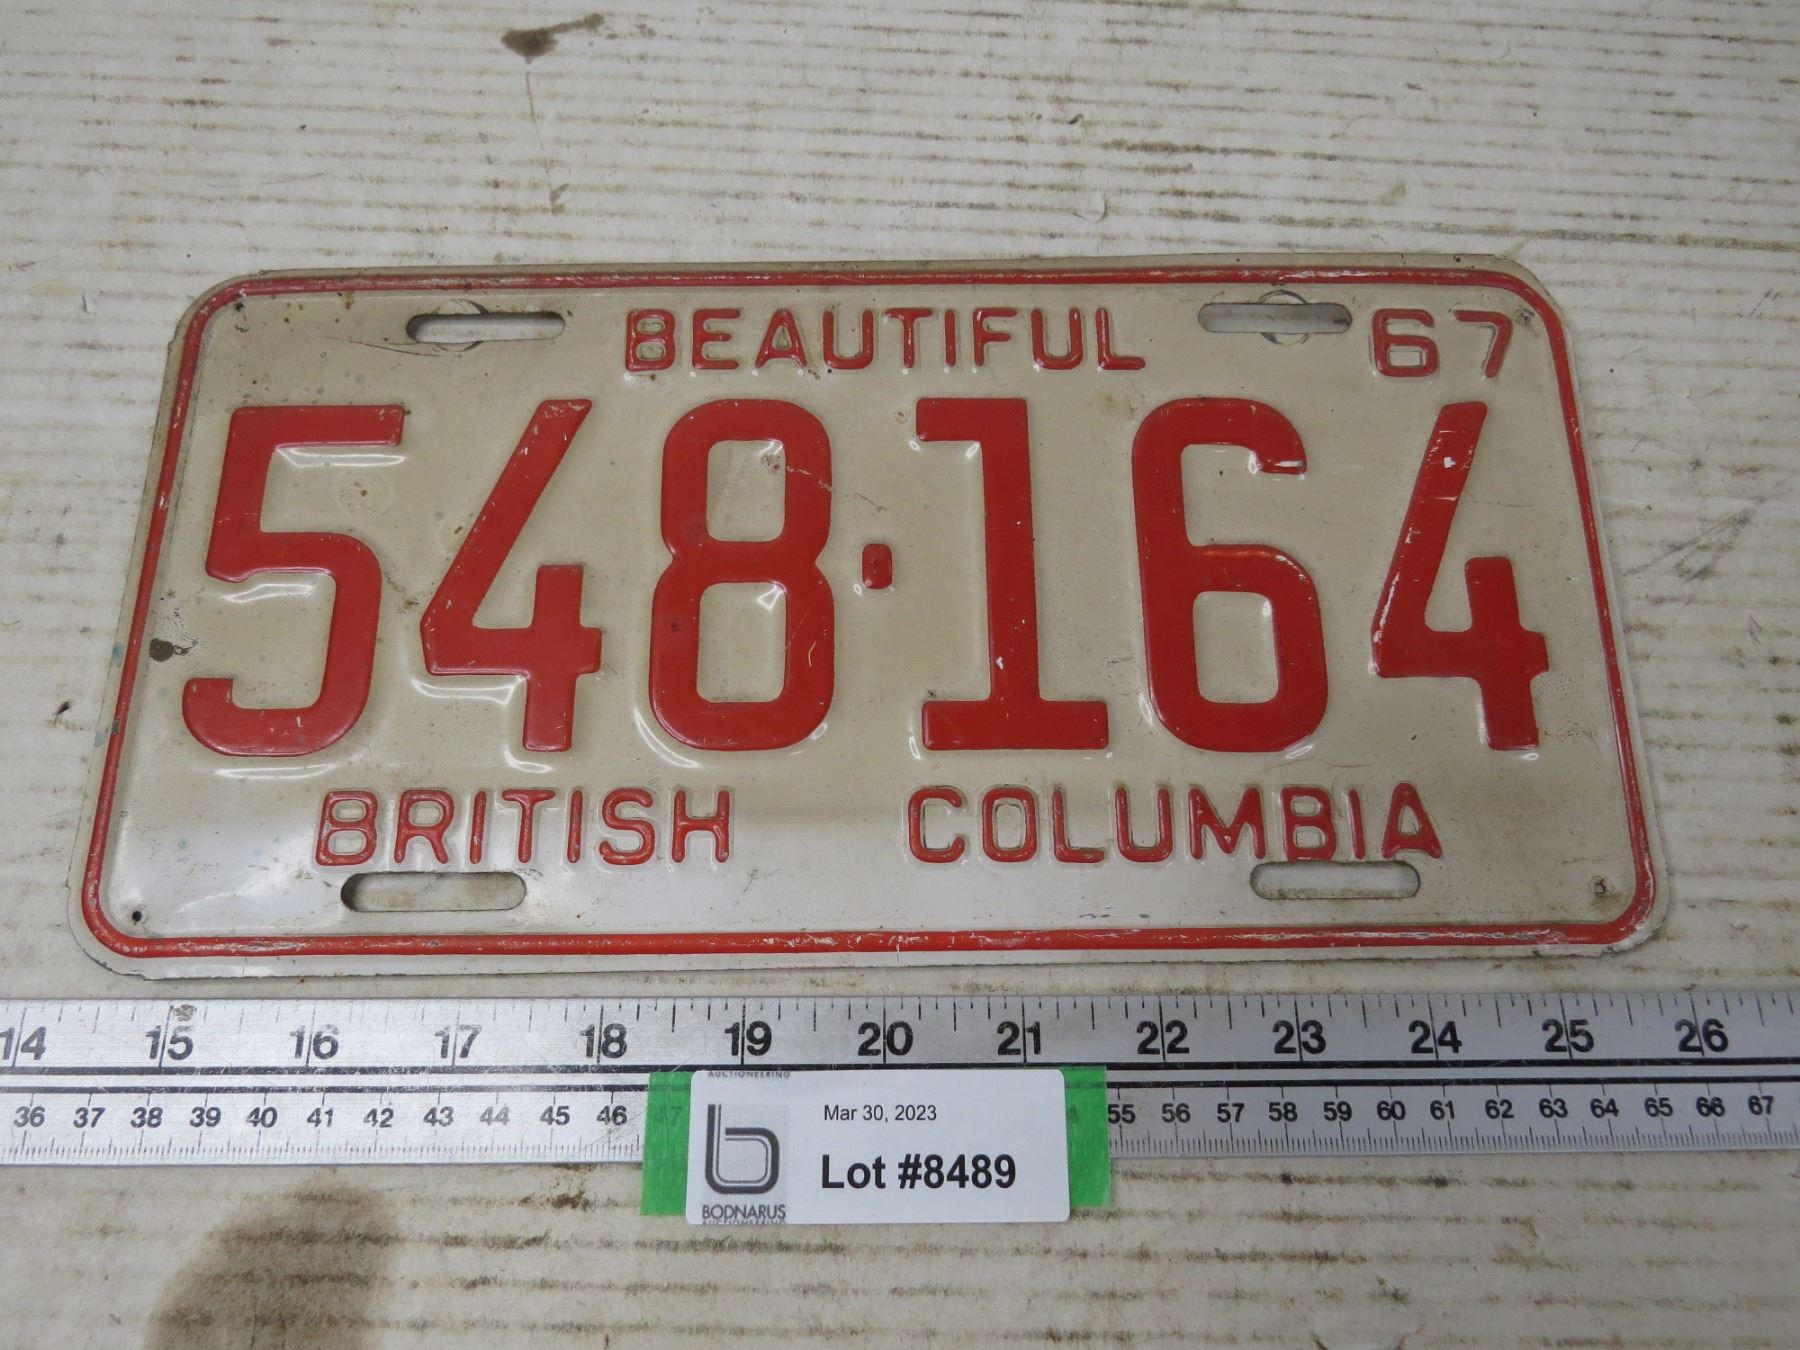 BEAUTIFUL 67
548·164
BRITISH COLUMBIA
14 15 16 17 18 19 20 21 22 23 24 25 26
36 37 38 39 40 41 42 43 44 45 46 47 55 56 57 58 59 60 61 62 63 64 65 66 67
AUCTIONEERING
Mar 30, 2023
Lot #8489
BODNARUS
AUCTIONEERING